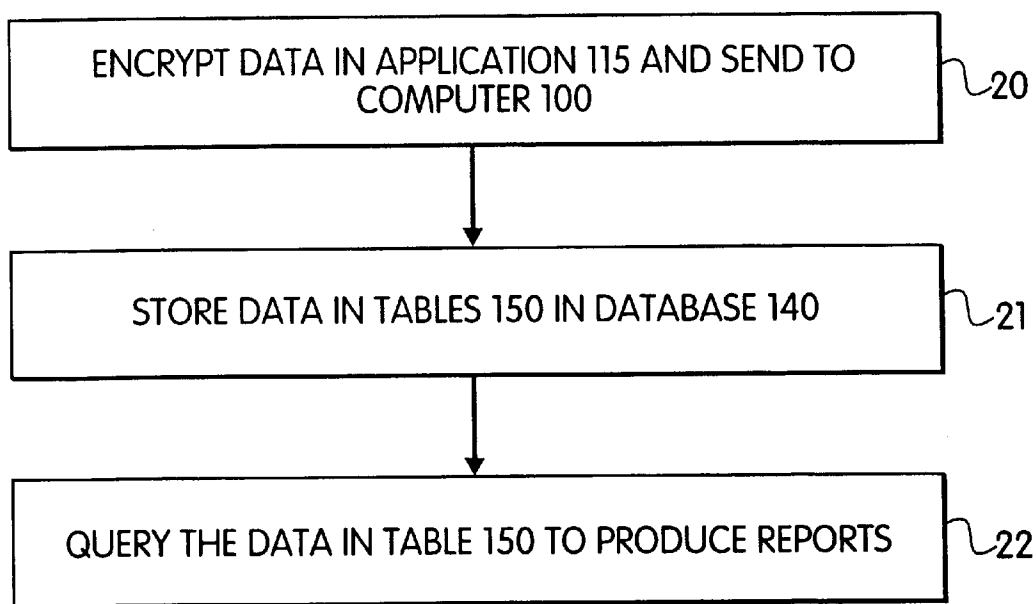 ENCRYPT DATA IN APPLICATION 115 AND SEND TO
COMPUTER 100
20
STORE DATA IN TABLES 150 IN DATABASE 140
21
QUERY THE DATA IN TABLE 150 TO PRODUCE REPORTS
22